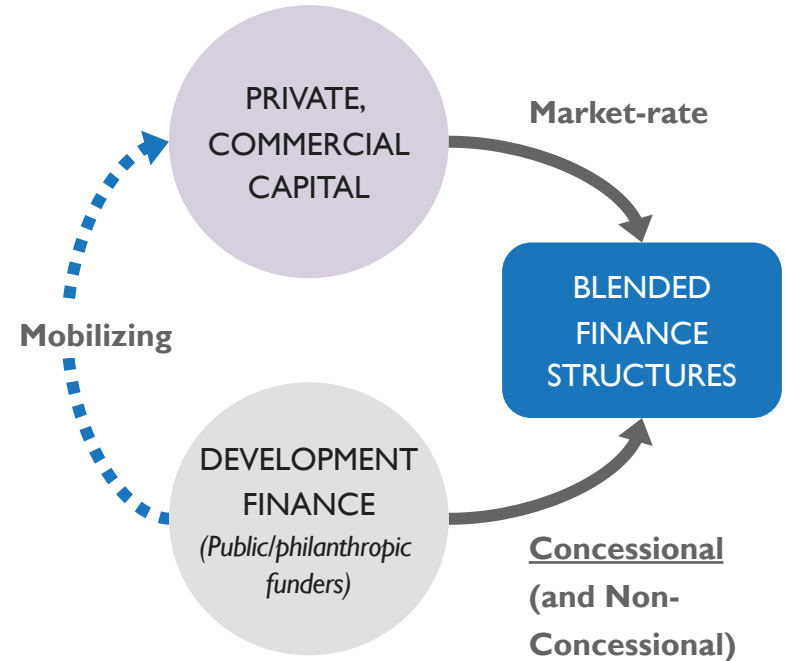 PRIVATE,
COMMERCIAL
CAPITAL
Market-rate
BLENDED
FINANCE
STRUCTURES
Mobilizing
DEVELOPMENT
FINANCE
(Public/philanthropic
funders)
Concessional
(and Non-
Concessional)